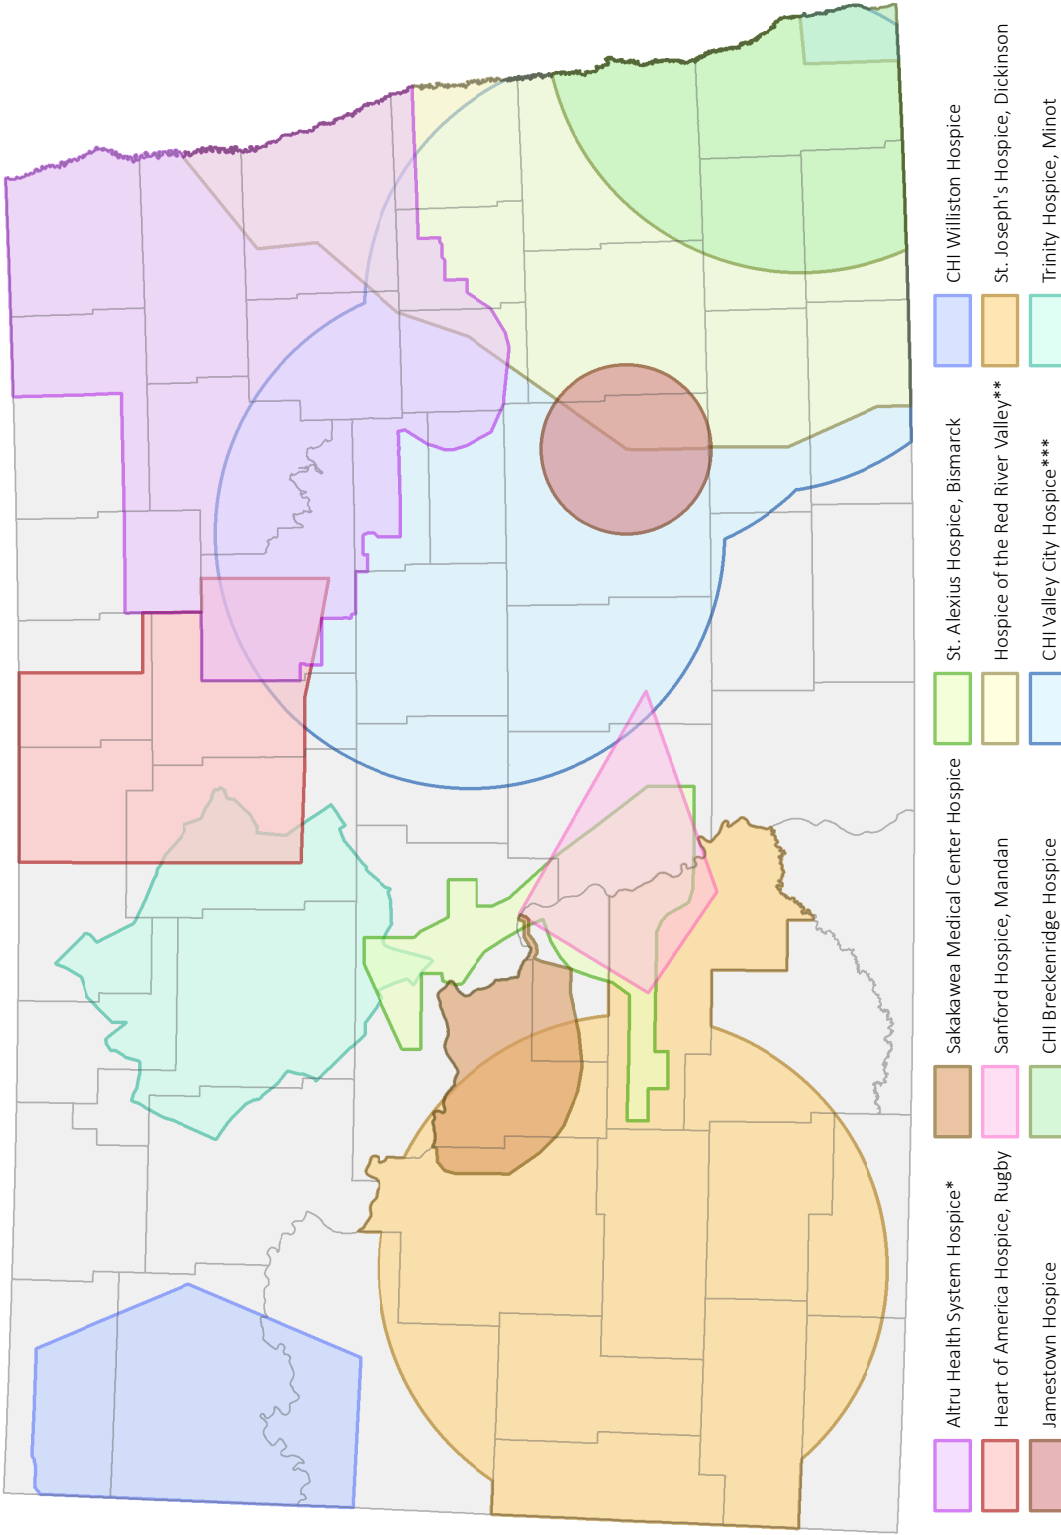 Altru Health System Hospice*
Sakakawea Medical Center Hospice
St. Alexius Hospice, Bismarck
CHI Williston Hospice
Heart of America Hospice, Rugby
Sanford Hospice, Mandan
Hospice of the Red River Valley**
St. Joseph's Hospice, Dickinson
Jamestown Hospice
CHI Breckenridge Hospice
CHI Valley City Hospice***
Trinity Hospice, Minot